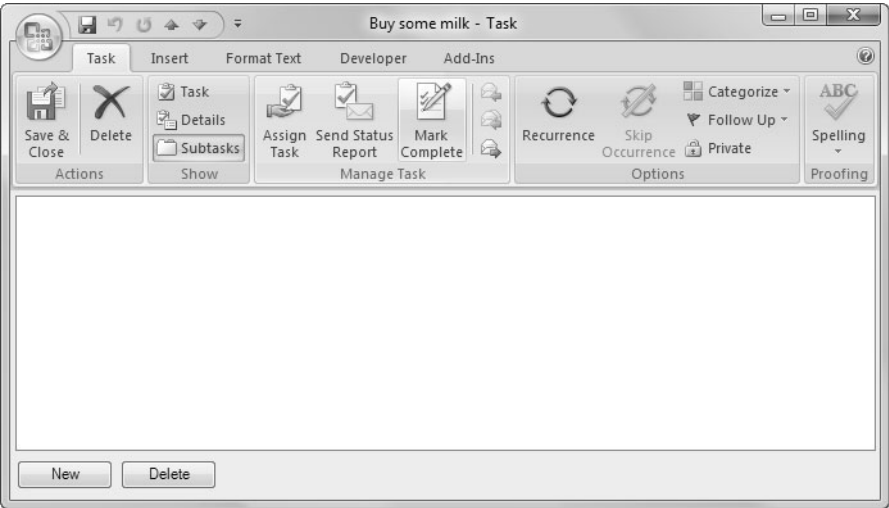 Buy some milk - Task
Task Insert Format Text Developer Add-Ins
Save & Close
Delete
Task
Details
Subtasks
Actions
Show
Assign Task
Send Status Report
Mark Complete
Manage Task
Recurrence
Skip Occurrence
Categorize
Follow Up
Private
Options
ABC
Spelling
Proofing
New Delete